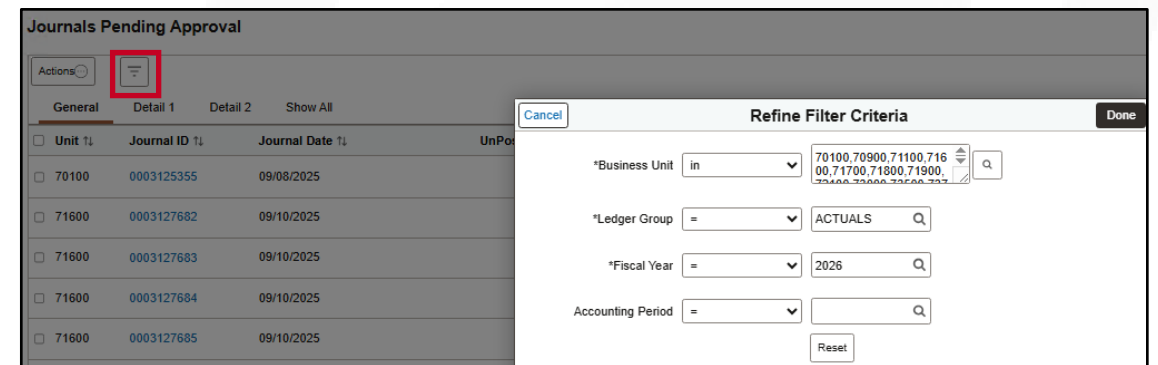 Journals Pending Approval
Actions
General Detail 1 Detail 2 Show All
Unit Journal ID Journal Date UnPos
70100 0003125355 09/08/2025
71600 0003127682 09/10/2025
71600 0003127683 09/10/2025
71600 0003127684 09/10/2025
71600 0003127685 09/10/2025
Cancel Refine Filter Criteria Done
*Business Unit in 70100,70900,71100,716
00,71700,71800,71900,
*Ledger Group = ACTUALS
*Fiscal Year = 2026
Accounting Period =
Reset